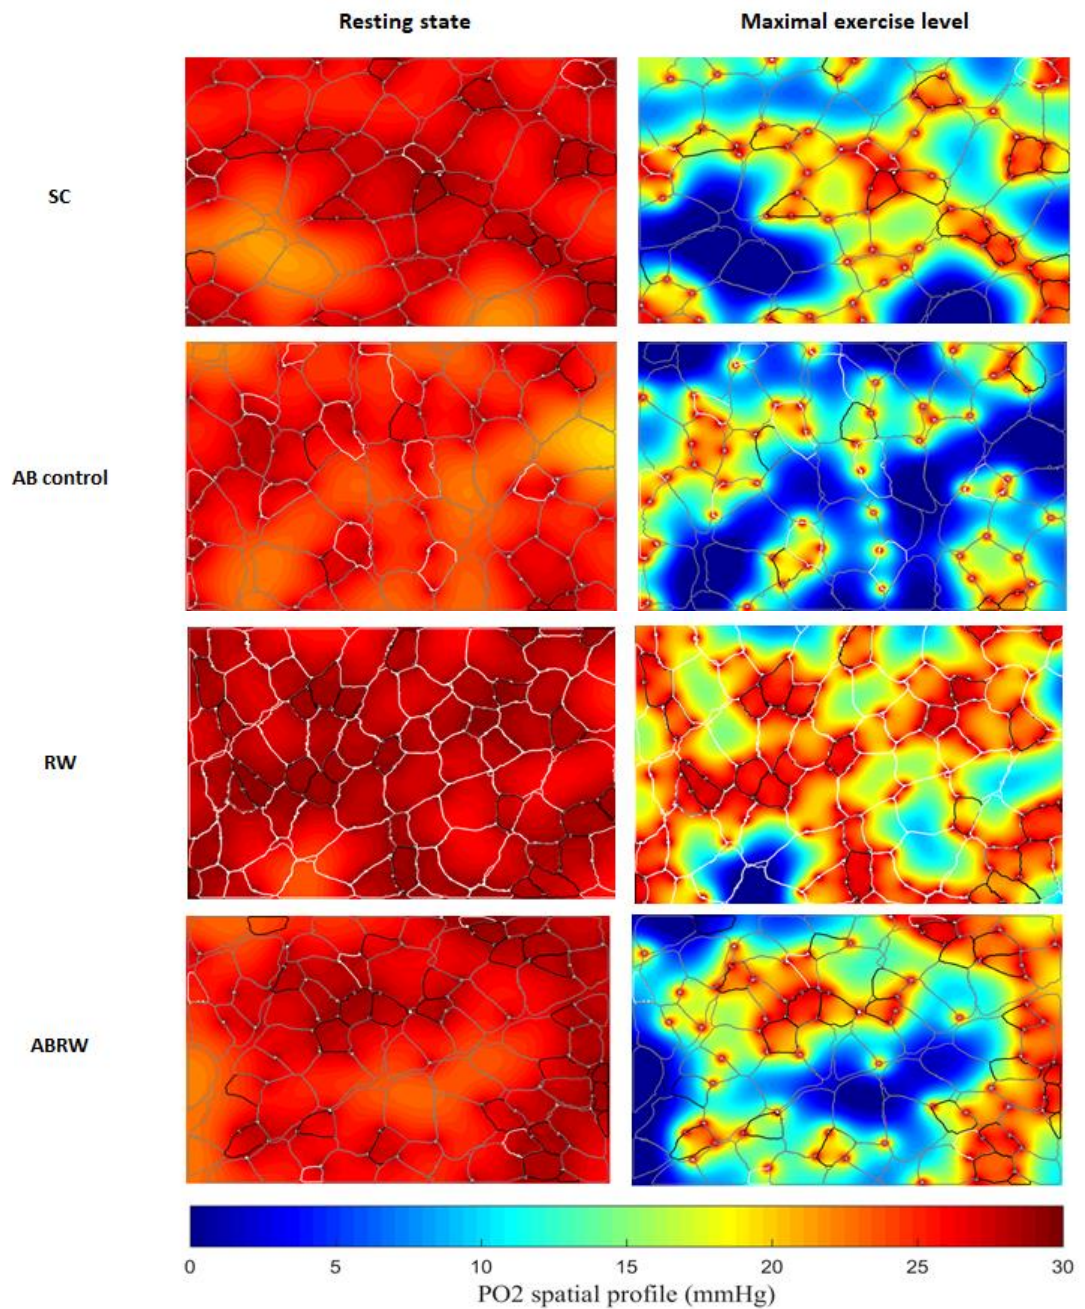 Resting state
Maximal exercise level
SC
AB control
RW
ABRW
0 5 10 15 20 25 30
PO2 spatial profile (mmHg)